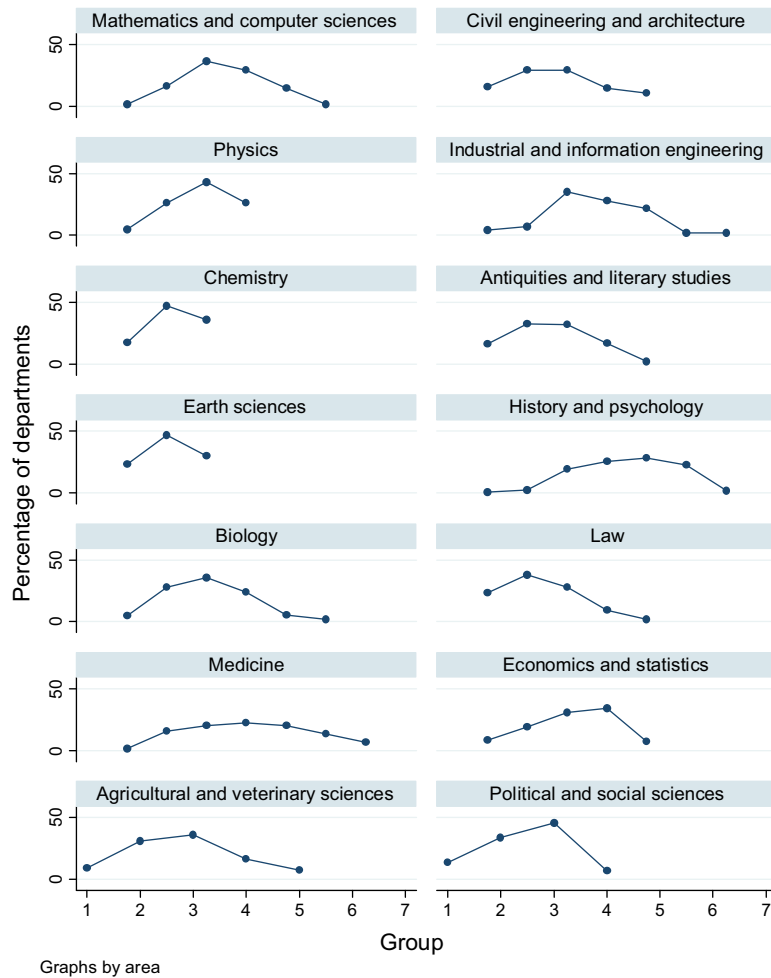 Mathematics and computer sciences
Civil engineering and architecture
50
0
Physics
Industrial and information engineering
50
0
Chemistry
Antiquities and literary studies
50
0
Earth sciences
History and psychology
50
0
Biology
Law
50
0
Medicine
Economics and statistics
50
0
Agricultural and veterinary sciences
Political and social sciences
50
0
1 2 3 4 5 6 7
1 2 3 4 5 6 7
Percentage of departments
Group
Graphs by area